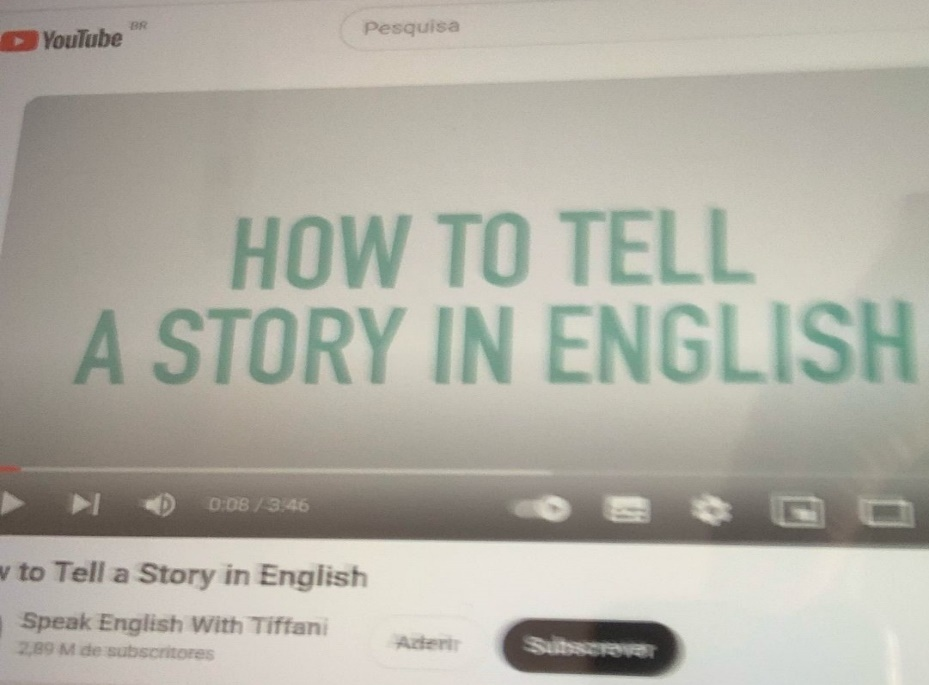 YouTube BR
Pesquisa
HOW TO TELL
A STORY IN ENGLISH
0:08 / 3:46
to Tell a Story in English
Speak English With Tiffani
2,89 M de subscritores
Aderir
Subscrever